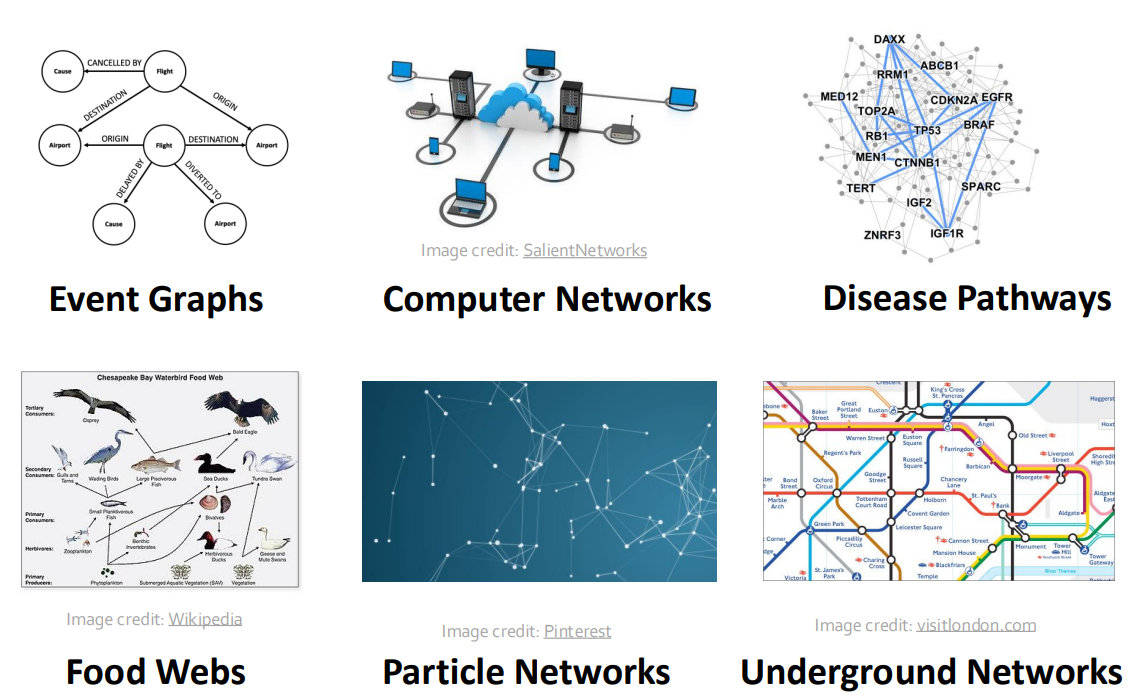 CANCELLED BY
Cause
Flight
DESTINATION
ORIGIN
Airport
ORIGIN
Flight
DESTINATION
Airport
DELAYED BY
DIVERTED TO
Cause
Airport
Image credit: SalientNetworks
DAXX
ABCB1
RRM1
MED12
CDKN2A
EGFR
TOP2A
TP53
BRAF
RB1
MEN1
CTNNB1
TERT
SPARC
IGF2
ZNRF3
IGF1R
Event Graphs
Computer Networks
Disease Pathways
Chesapeake Bay Waterbird Food Web
Tertiary
Consumers:
Osprey
Bald Eagle
Secondary
Consumers:
Gulls and
Terns
Wading Birds
Large Piscivorous
Fish
Sea Ducks
Tundra Swan
Small Planktivorous
Fish
Bivalves
Primary
Consumers:
Herbivores:
Zooplankton
Benthic
Invertebrates
Herbivorous
Ducks
Geese and
Mute Swans
Primary
Producers:
Phytoplankton
Submerged Aquatic Vegetation (SAV)
Vegetation
Image credit: Wikipedia
Image credit: Pinterest
King's Cross
St. Pancras
Baker
Street
Great
Portland
Street
Euston
Angel
Warren Street
Euston
Square
Old Street
Farringdon
Regent's Park
Russell
Square
Barbican
Liverpool
Street
Moorgate
Goodge
Street
Bond
Street
Oxford
Circus
Chancery
Lane
Marble
Arch
Tottenham
Court Road
Holborn
St. Paul's
Bank
Aldgate
Covent Garden
Green Park
Leicester Square
Piccadilly
Circus
Cannon Street
Mansion House
Monument
Tower
Hill
Tower
Gateway
Charing
Cross
Blackfriars
Victoria
St. James's
Park
Temple
River Thames
Image credit: visitlondon.com
Food Webs
Particle Networks
Underground Networks